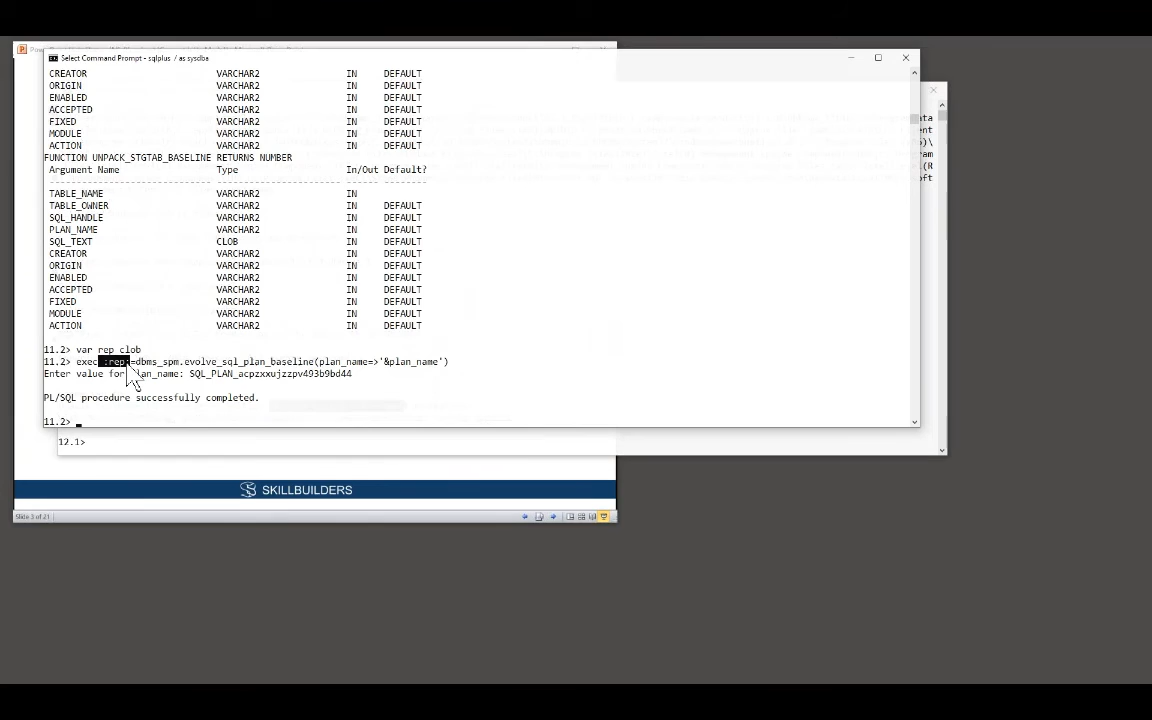 Select Command Prompt - sqlplus / as sysdba
CREATOR VARCHAR2 IN DEFAULT
ORIGIN VARCHAR2 IN DEFAULT
ENABLED VARCHAR2 IN DEFAULT
ACCEPTED VARCHAR2 IN DEFAULT
FIXED VARCHAR2 IN DEFAULT
MODULE VARCHAR2 IN DEFAULT
ACTION VARCHAR2 IN DEFAULT
FUNCTION UNPACK_STGTAB_BASELINE RETURNS NUMBER
Argument Name Type In/Out Default?
TABLE_NAME VARCHAR2 IN
TABLE_OWNER VARCHAR2 IN DEFAULT
SQL_HANDLE VARCHAR2 IN DEFAULT
PLAN_NAME VARCHAR2 IN DEFAULT
SQL_TEXT CLOB IN DEFAULT
CREATOR VARCHAR2 IN DEFAULT
ORIGIN VARCHAR2 IN DEFAULT
ENABLED VARCHAR2 IN DEFAULT
ACCEPTED VARCHAR2 IN DEFAULT
FIXED VARCHAR2 IN DEFAULT
MODULE VARCHAR2 IN DEFAULT
ACTION VARCHAR2 IN DEFAULT
11.2> var rep clob
11.2> exec :rep:=dbms_spm.evolve_sql_plan_baseline(plan_name=>'&plan_name')
Enter value for plan_name: SQL_PLAN_acpzxxujzzpv493b9bd44
PL/SQL procedure successfully completed.
11.2>
12.1>
SKILLBUILDERS
Slide 3 of 21